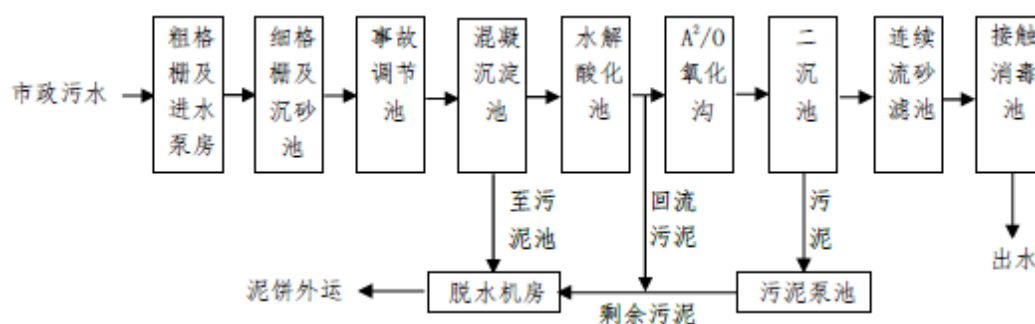 市政污水
粗格
栅及
进水
泵房
细格
栅及
沉砂
池
事故
调节
池
混凝
沉淀
池
水解
酸化
池
A²/O
氧化
沟
二
沉
池
连续
流砂
滤池
接触
消毒
池
至污
泥池
回流
污泥
污
泥
出水
泥饼外运
脱水机房
剩余污泥
污泥泵池